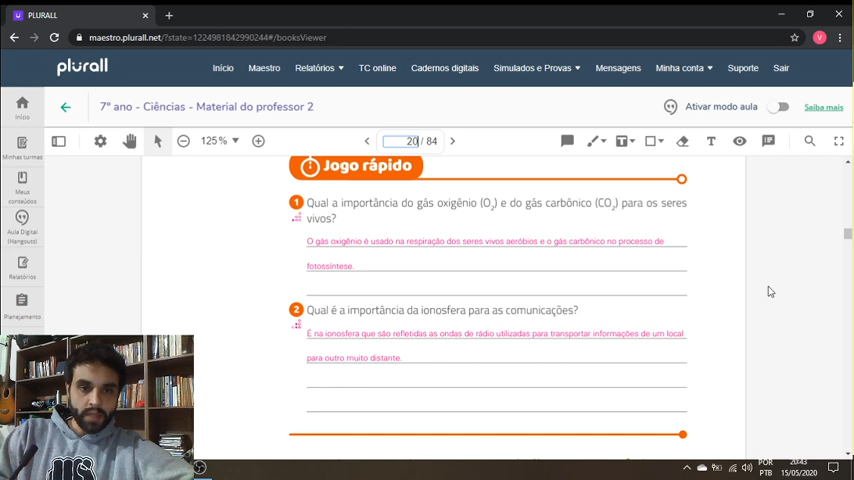 PLURALL
maestro.plurall.net/?state=1224981842990244#/booksViewer
V
plurall
Início
Maestro
Relatórios
TC online
Cadernos digitais
Simulados e Provas
Mensagens
Minha conta
Suporte
Sair
Início
7º ano - Ciências - Material do professor 2
Ativar modo aula
Saiba mais
Minhas turmas
125%
20 / 84
Meus
conteúdos
Aula Digital
(Hangouts)
Relatórios
Planejamento
Jogo rápido
1 Qual a importância do gás oxigênio (O2) e do gás carbônico (CO2) para os seres
vivos?
O gás oxigênio é usado na respiração dos seres vivos aeróbios e o gás carbônico no processo de
fotossíntese.
2 Qual é a importância da ionosfera para as comunicações?
É na ionosfera que são refletidas as ondas de rádio utilizadas para transportar informações de um local
para outro muito distante.
POR
PTB
20:43
15/05/2020